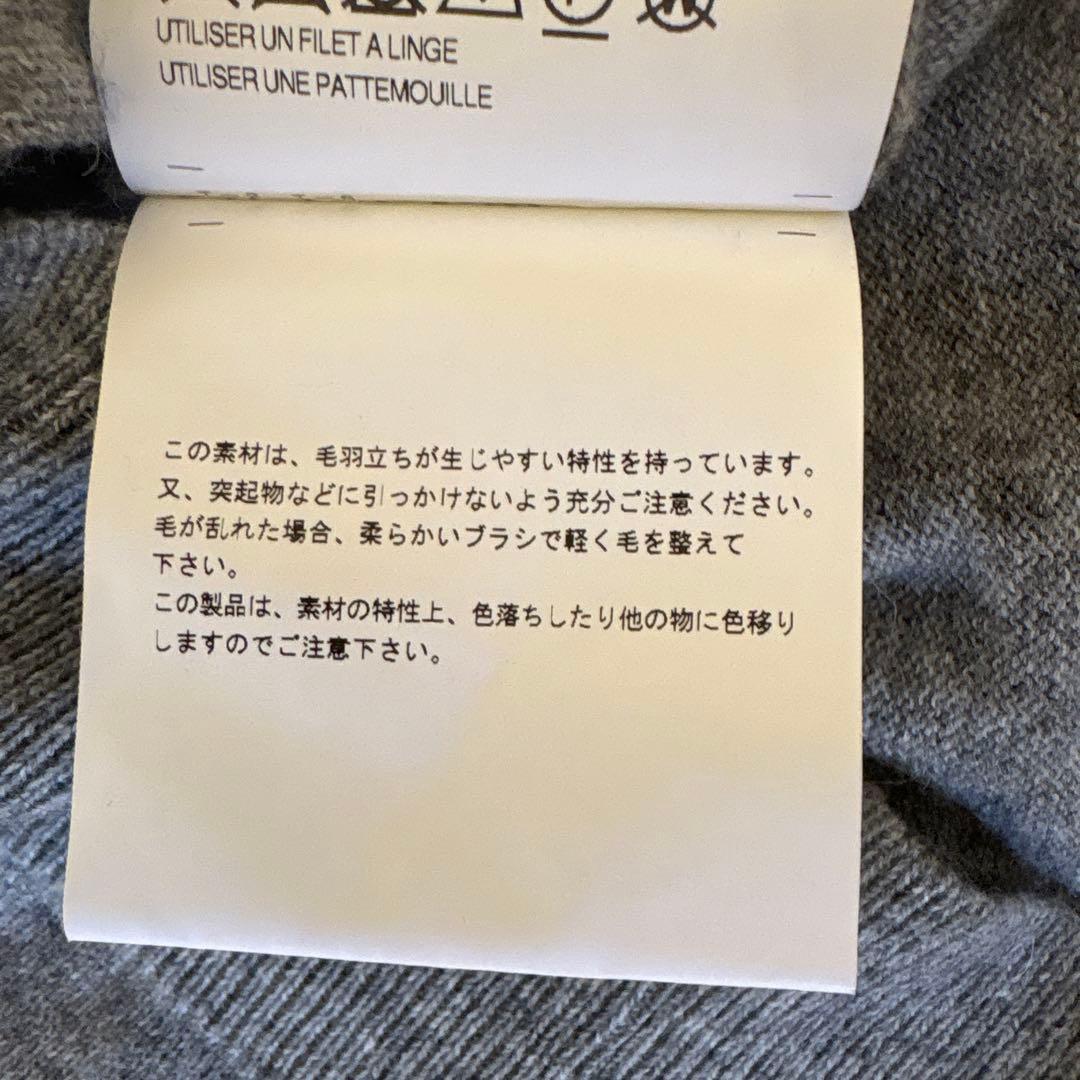 UTILISER UN FILET A LINGE
UTILISER UNE PATTEMOUILLE
この素材は、毛羽立ちが生じやすい特性を持っています。
又、突起物などに引っかけないよう充分ご注意ください。
毛が乱れた場合、柔らかいブラシで軽く毛を整えて
下さい。
この製品は、素材の特性上、色落ちしたり他の物に色移り
しますのでご注意下さい。